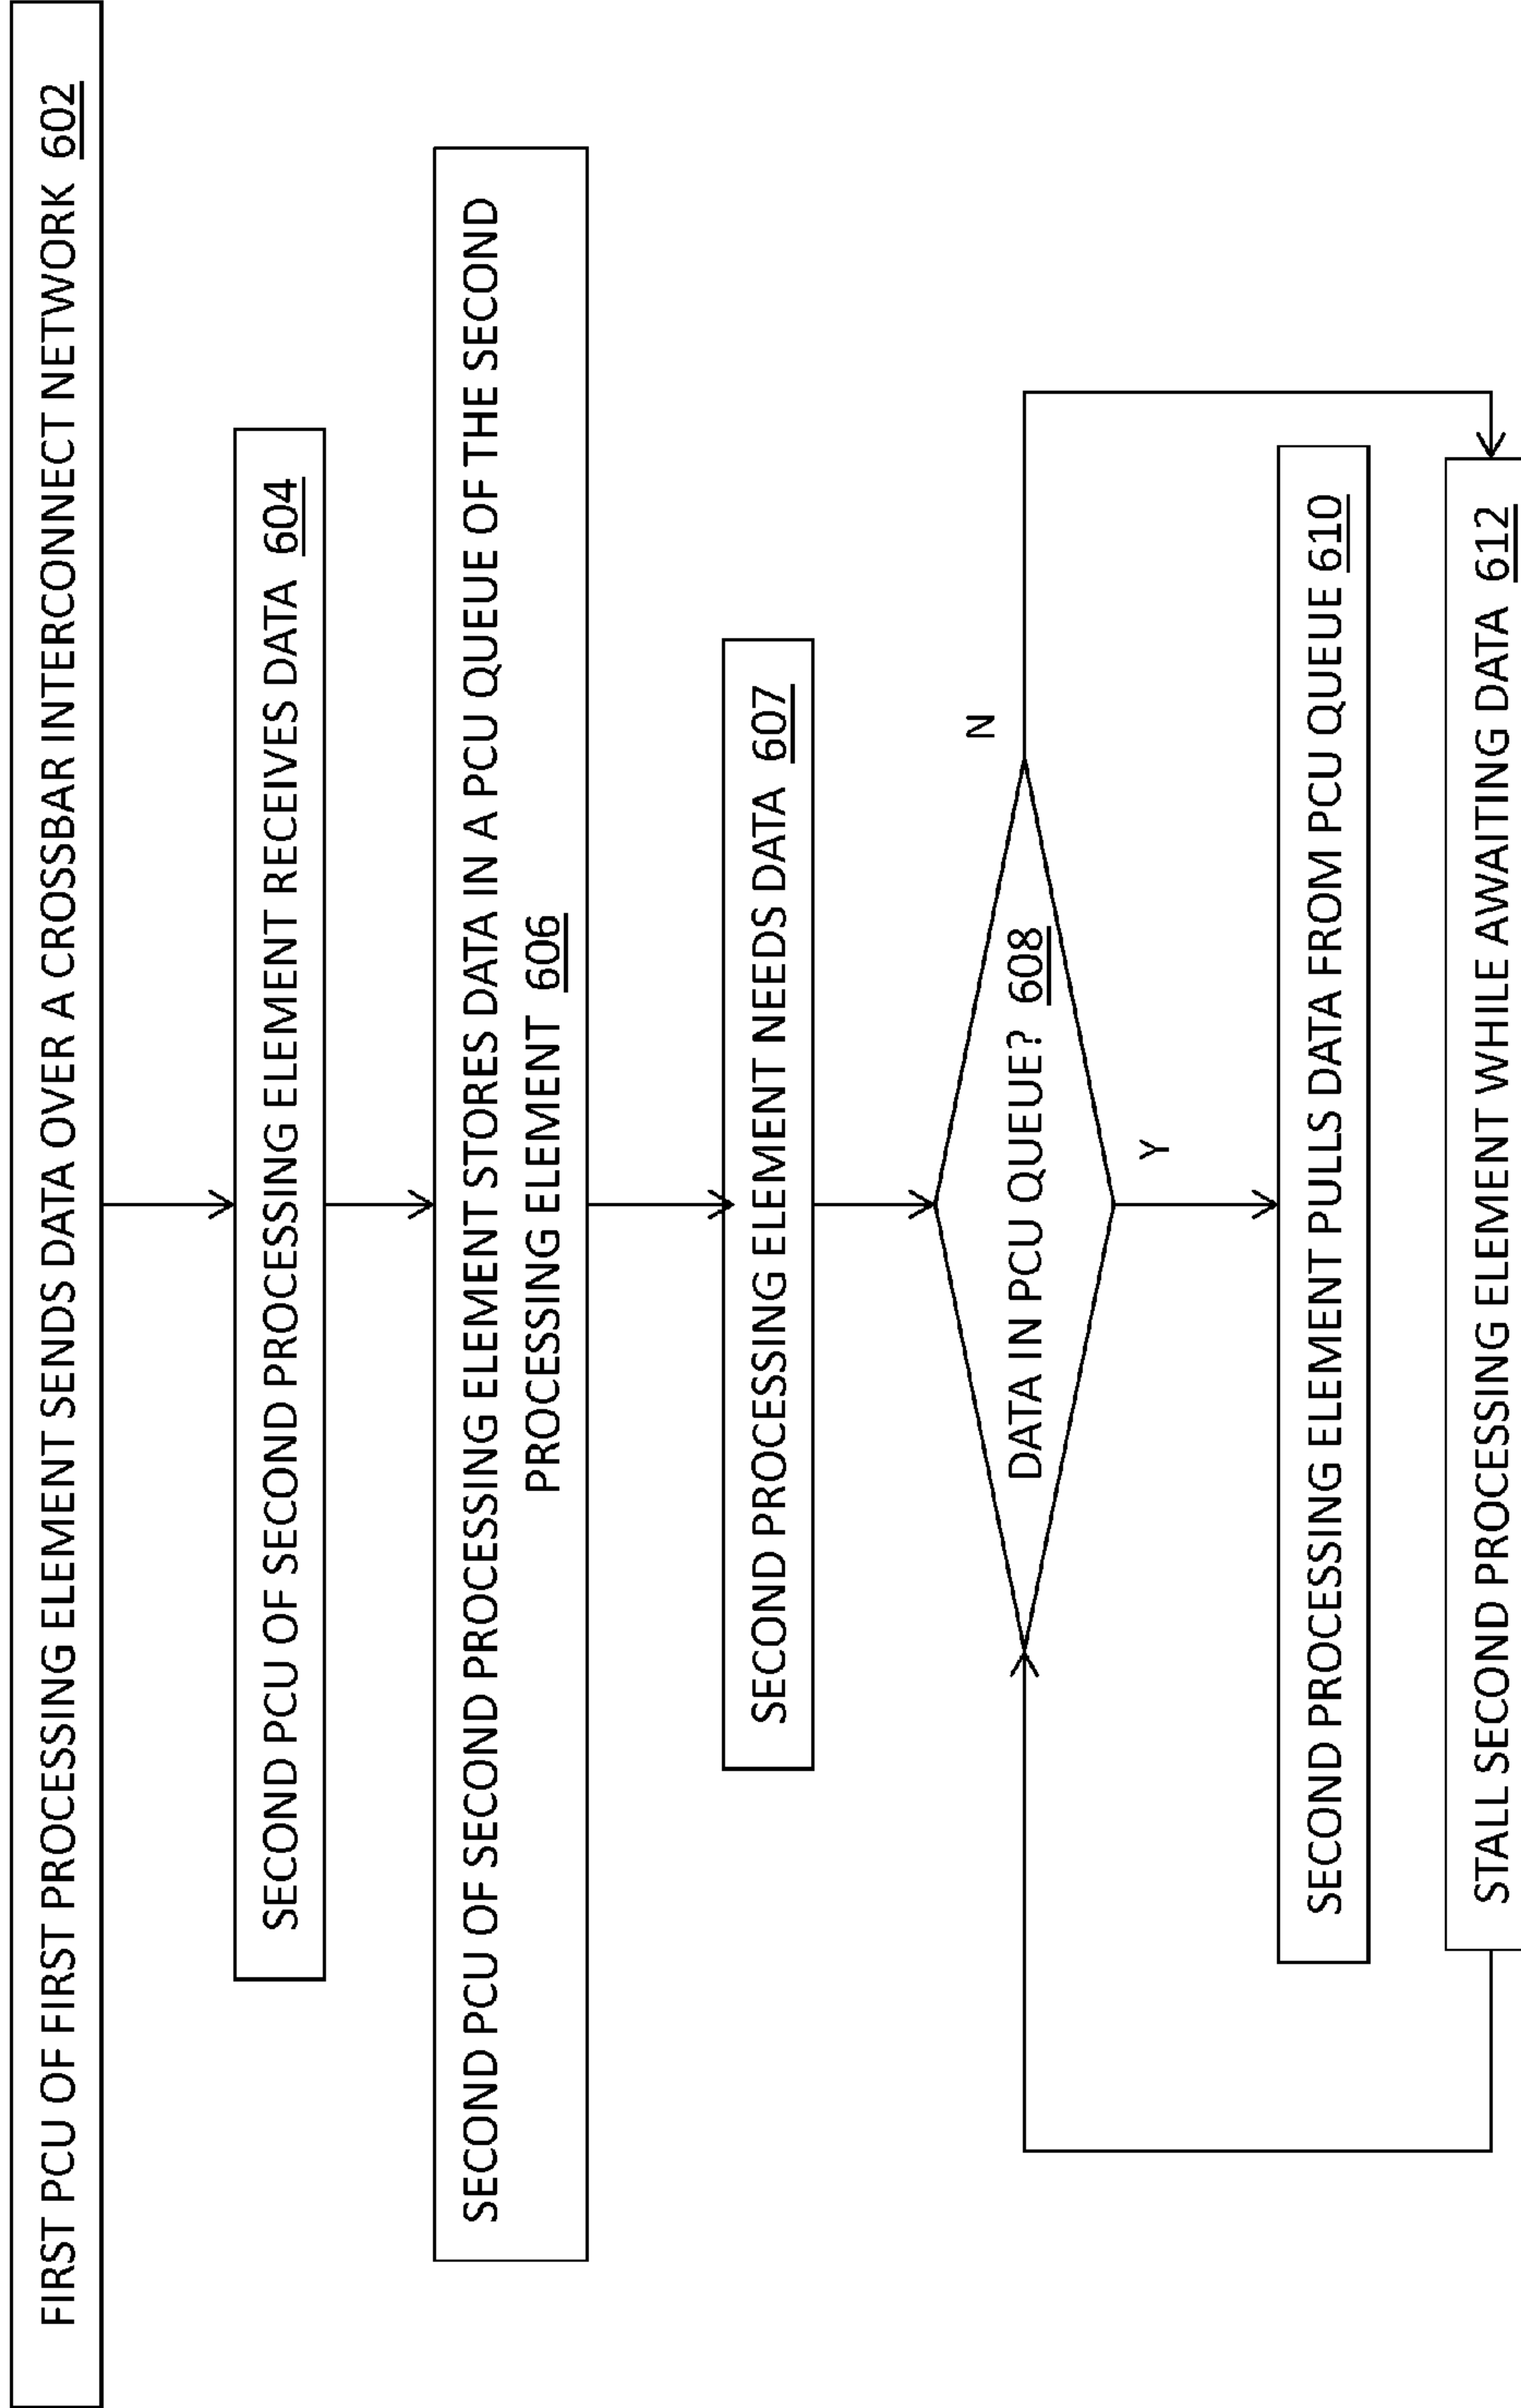 FIRST PCU OF FIRST PROCESSING ELEMENT SENDS DATA OVER A CROSSBAR INTERCONNECT NETWORK 602
SECOND PCU OF SECOND PROCESSING ELEMENT RECEIVES DATA 604
SECOND PCU OF SECOND PROCESSING ELEMENT STORES DATA IN A PCU QUEUE OF THE SECOND
PROCESSING ELEMENT 606
SECOND PROCESSING ELEMENT NEEDS DATA 607
N
DATA IN PCU QUEUE? 608
Y
SECOND PROCESSING ELEMENT PULLS DATA FROM PCU QUEUE 610
STALL SECOND PROCESSING ELEMENT WHILE AWAITING DATA 612